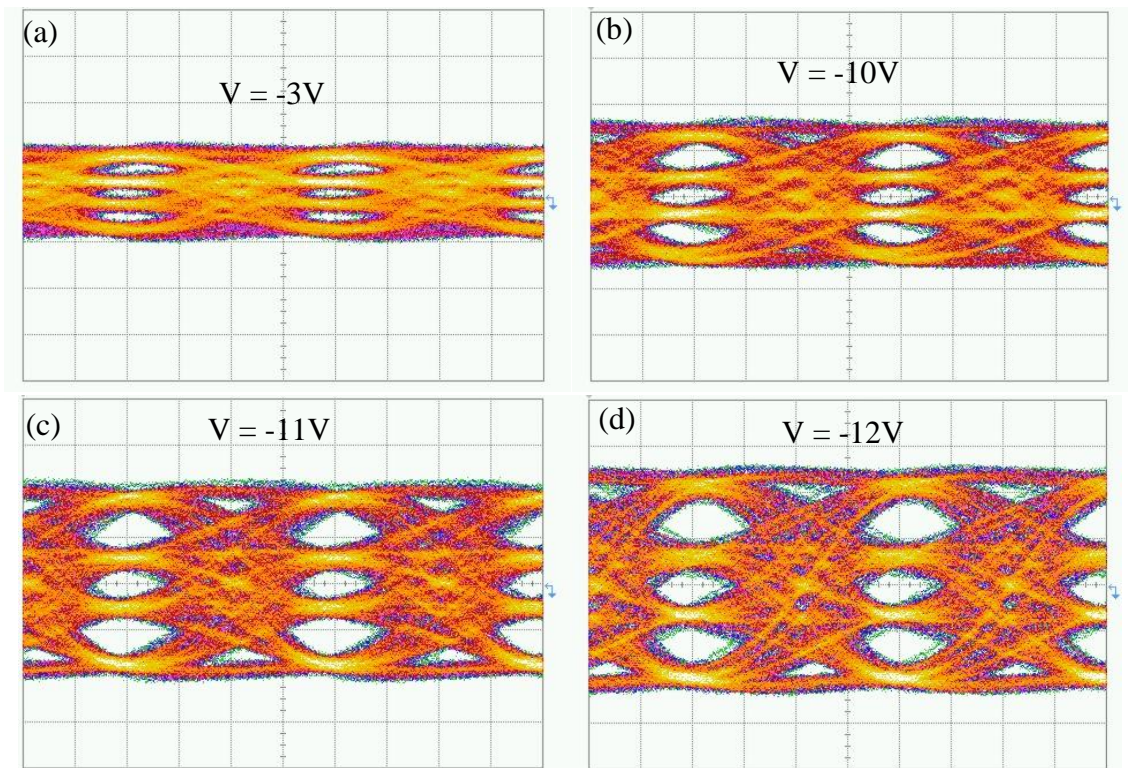 (a)
V = -3V
(b)
V = -10V
(c)
V = -11V
(d)
V = -12V